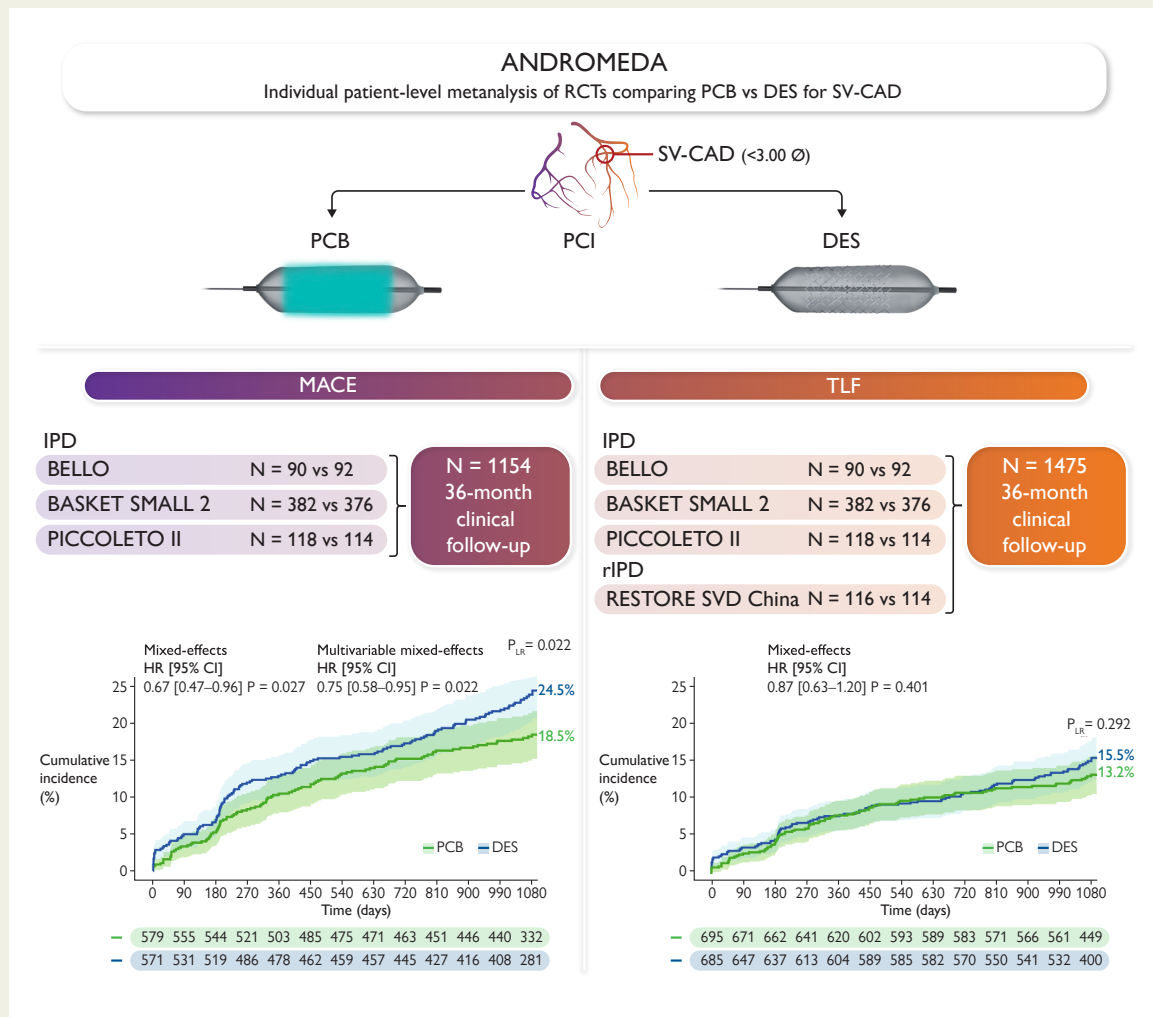 ANDROMEDA
Individual patient-level metanalysis of RCTs comparing PCB vs DES for SV-CAD
SV-CAD (<3.00 Ø)
PCB
PCI
DES
MACE
IPD
BELLO N = 90 vs 92
BASKET SMALL 2 N = 382 vs 376
PICCOLETO II N = 118 vs 114
N = 1154
36-month
clinical
follow-up
Mixed-effects
HR [95% CI]
0.67 [0.47–0.96] P = 0.027
Multivariable mixed-effects
HR [95% CI]
0.75 [0.58–0.95] P = 0.022
P_LR= 0.022
Cumulative
incidence
(%)
25
20
15
10
5
0
24.5%
18.5%
PCB DES
0 90 180 270 360 450 540 630 720 810 900 990 1080
Time (days)
579 555 544 521 503 485 475 471 463 451 446 440 332
571 531 519 486 478 462 459 457 445 427 416 408 281
TLF
IPD
BELLO N = 90 vs 92
BASKET SMALL 2 N = 382 vs 376
PICCOLETO II N = 118 vs 114
rIPD
RESTORE SVD China N = 116 vs 114
N = 1475
36-month
clinical
follow-up
Mixed-effects
HR [95% CI]
0.87 [0.63–1.20] P = 0.401
P_LR= 0.292
Cumulative
incidence
(%)
25
20
15
10
5
0
15.5%
13.2%
PCB DES
0 90 180 270 360 450 540 630 720 810 900 990 1080
Time (days)
695 671 662 641 620 602 593 589 583 571 566 561 449
685 647 637 613 604 589 585 582 570 550 541 532 400